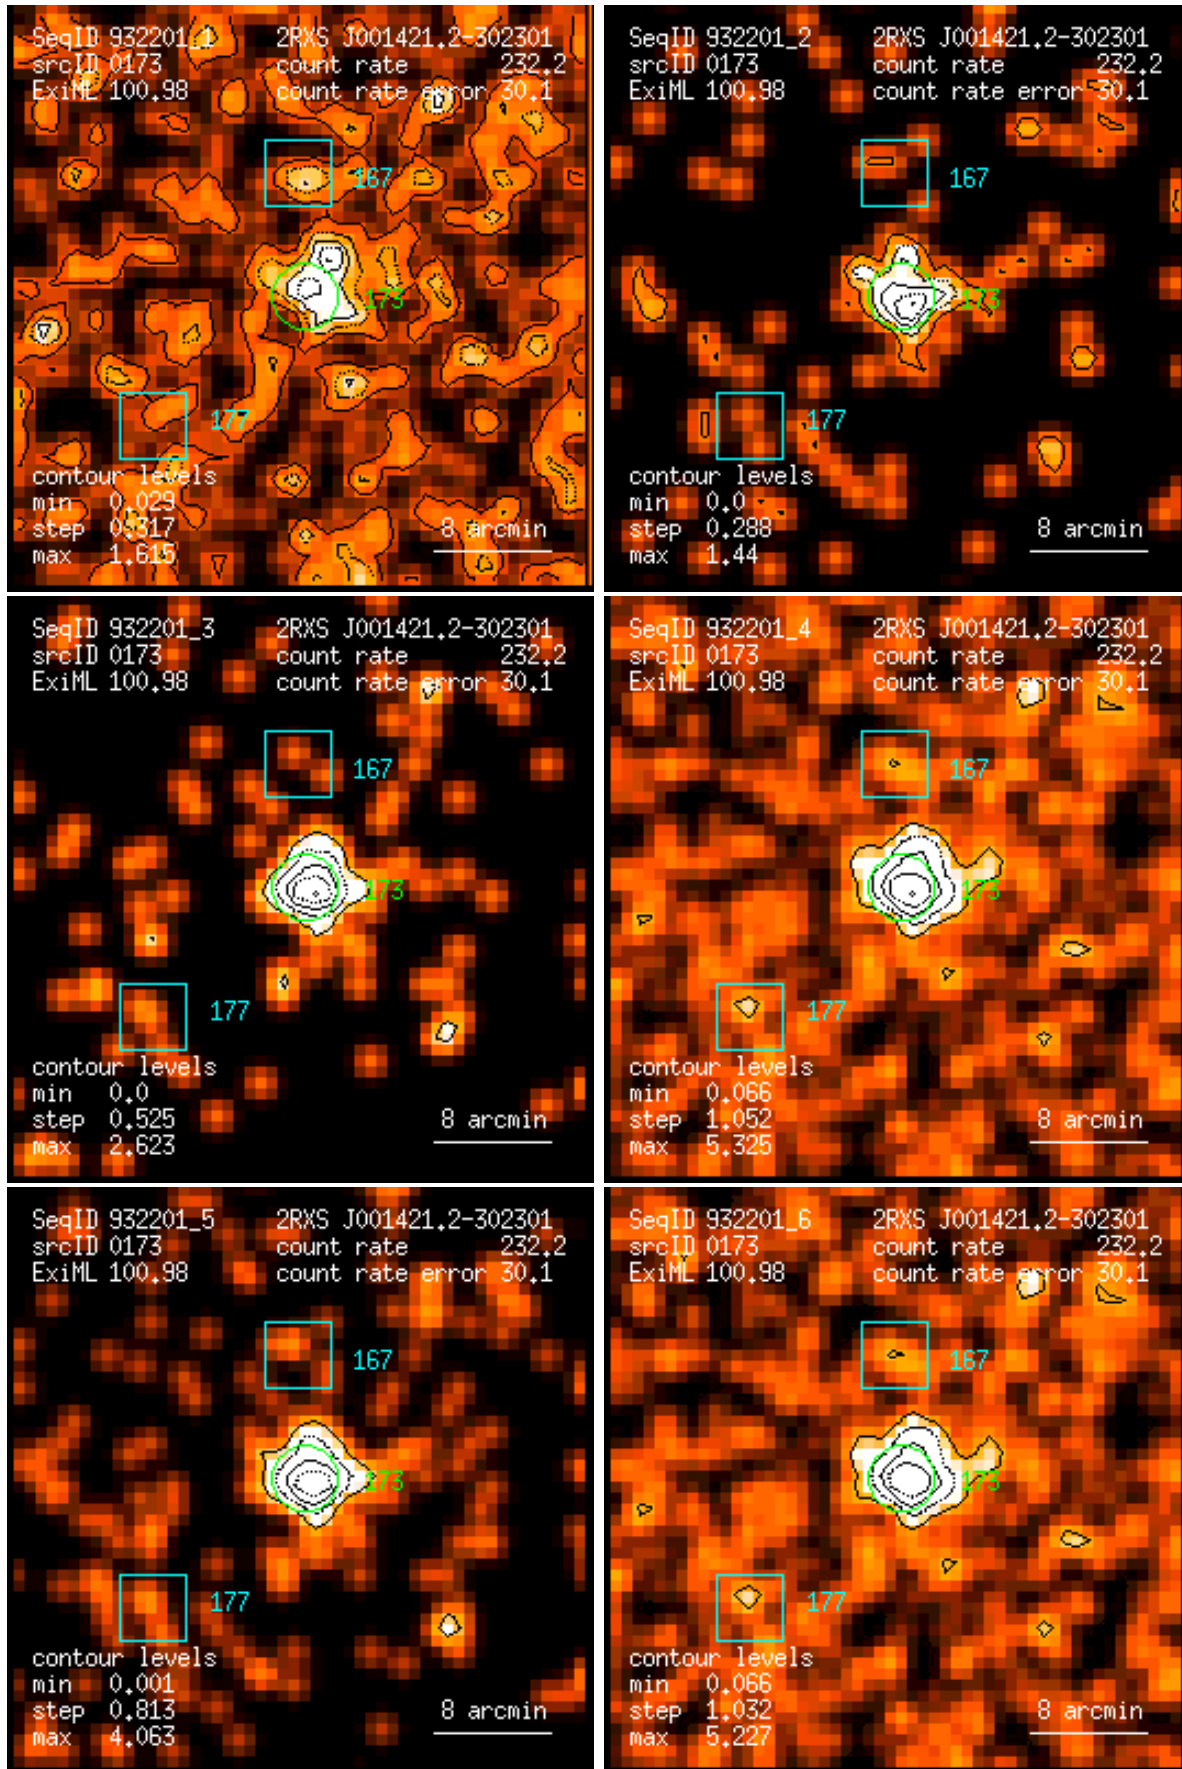 SeqID 932201_1 2RXS J001421.2-302301
srcID 0173 count rate 232.2
ExiML 100.98 count rate error 30.1
167
173
177
contour levels
min 0.029
step 0.317 8 arcmin
max 1.615
SeqID 932201_2 2RXS J001421.2-302301
srcID 0173 count rate 232.2
ExiML 100.98 count rate error 30.1
167
173
177
contour levels
min 0.0
step 0.288 8 arcmin
max 1.44
SeqID 932201_3 2RXS J001421.2-302301
srcID 0173 count rate 232.2
ExiML 100.98 count rate error 30.1
167
173
177
contour levels
min 0.0
step 0.525 8 arcmin
max 2.623
SeqID 932201_4 2RXS J001421.2-302301
srcID 0173 count rate 232.2
ExiML 100.98 count rate error 30.1
167
173
177
contour levels
min 0.066
step 1.052 8 arcmin
max 5.325
SeqID 932201_5 2RXS J001421.2-302301
srcID 0173 count rate 232.2
ExiML 100.98 count rate error 30.1
167
173
177
contour levels
min 0.001
step 0.813 8 arcmin
max 4.063
SeqID 932201_6 2RXS J001421.2-302301
srcID 0173 count rate 232.2
ExiML 100.98 count rate error 30.1
167
173
177
contour levels
min 0.066
step 1.032 8 arcmin
max 5.227